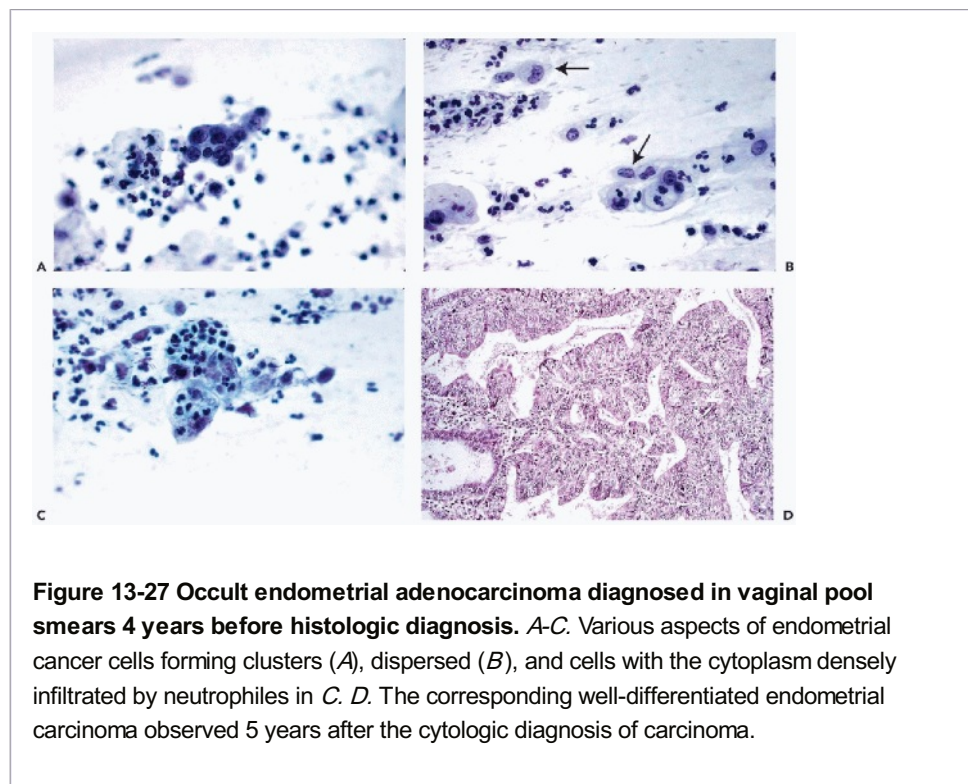 A
B
C
D
Figure 13-27 Occult endometrial adenocarcinoma diagnosed in vaginal pool
smears 4 years before histologic diagnosis. A-C. Various aspects of endometrial
cancer cells forming clusters (A), dispersed (B), and cells with the cytoplasm densely
infiltrated by neutrophiles in C. D. The corresponding well-differentiated endometrial
carcinoma observed 5 years after the cytologic diagnosis of carcinoma.